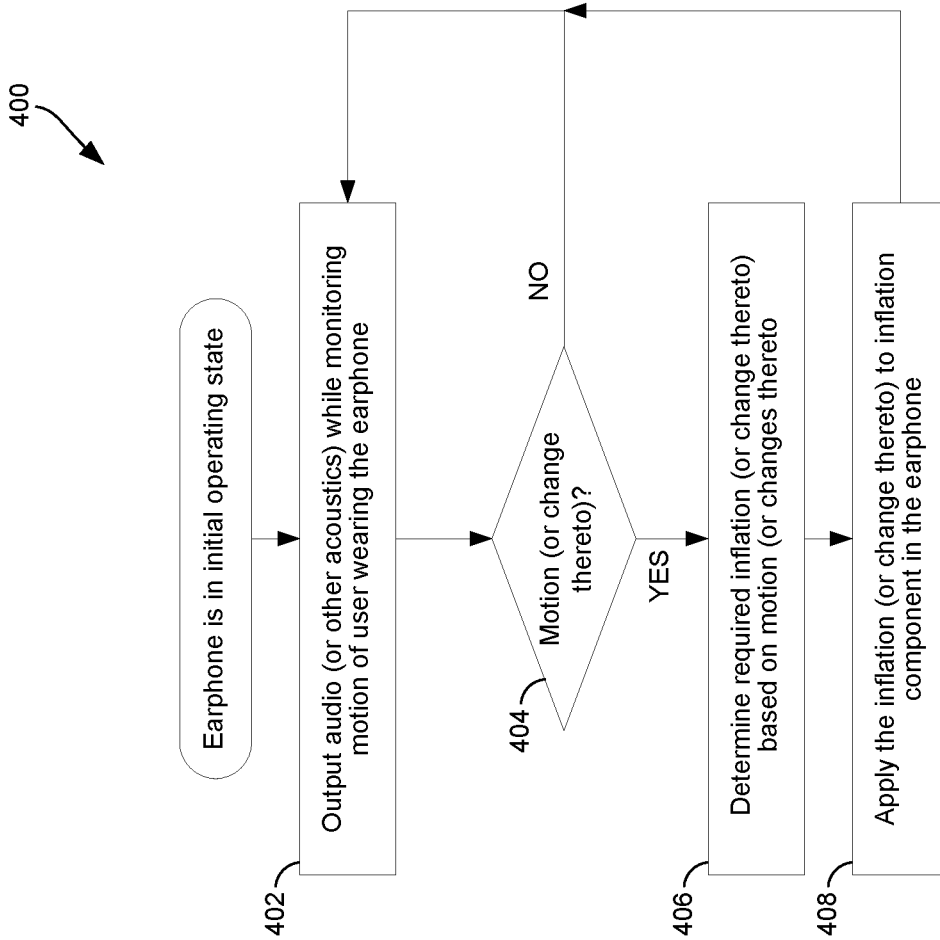 400
Earphone is in initial operating state
402
Output audio (or other acoustics) while monitoring
motion of user wearing the earphone
404
Motion (or change
thereto)?
NO
YES
406
Determine required inflation (or change thereto)
based on motion (or changes thereto
408
Apply the inflation (or change thereto) to inflation
component in the earphone